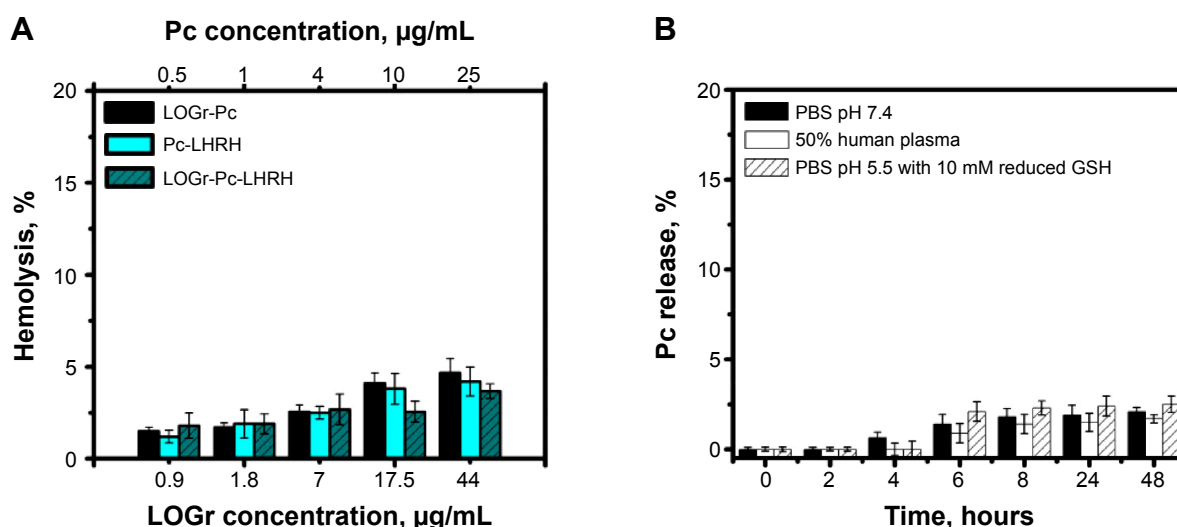 A
Pc concentration, µg/mL
0.5 1 4 10 25
20
15
10
5
0
Hemolysis, %
LOGr-Pc
Pc-LHRH
LOGr-Pc-LHRH
0.9 1.8 7 17.5 44
LOGr concentration, µg/mL
B
20
15
10
5
0
Pc release, %
PBS pH 7.4
50% human plasma
PBS pH 5.5 with 10 mM reduced GSH
0 2 4 6 8 24 48
Time, hours